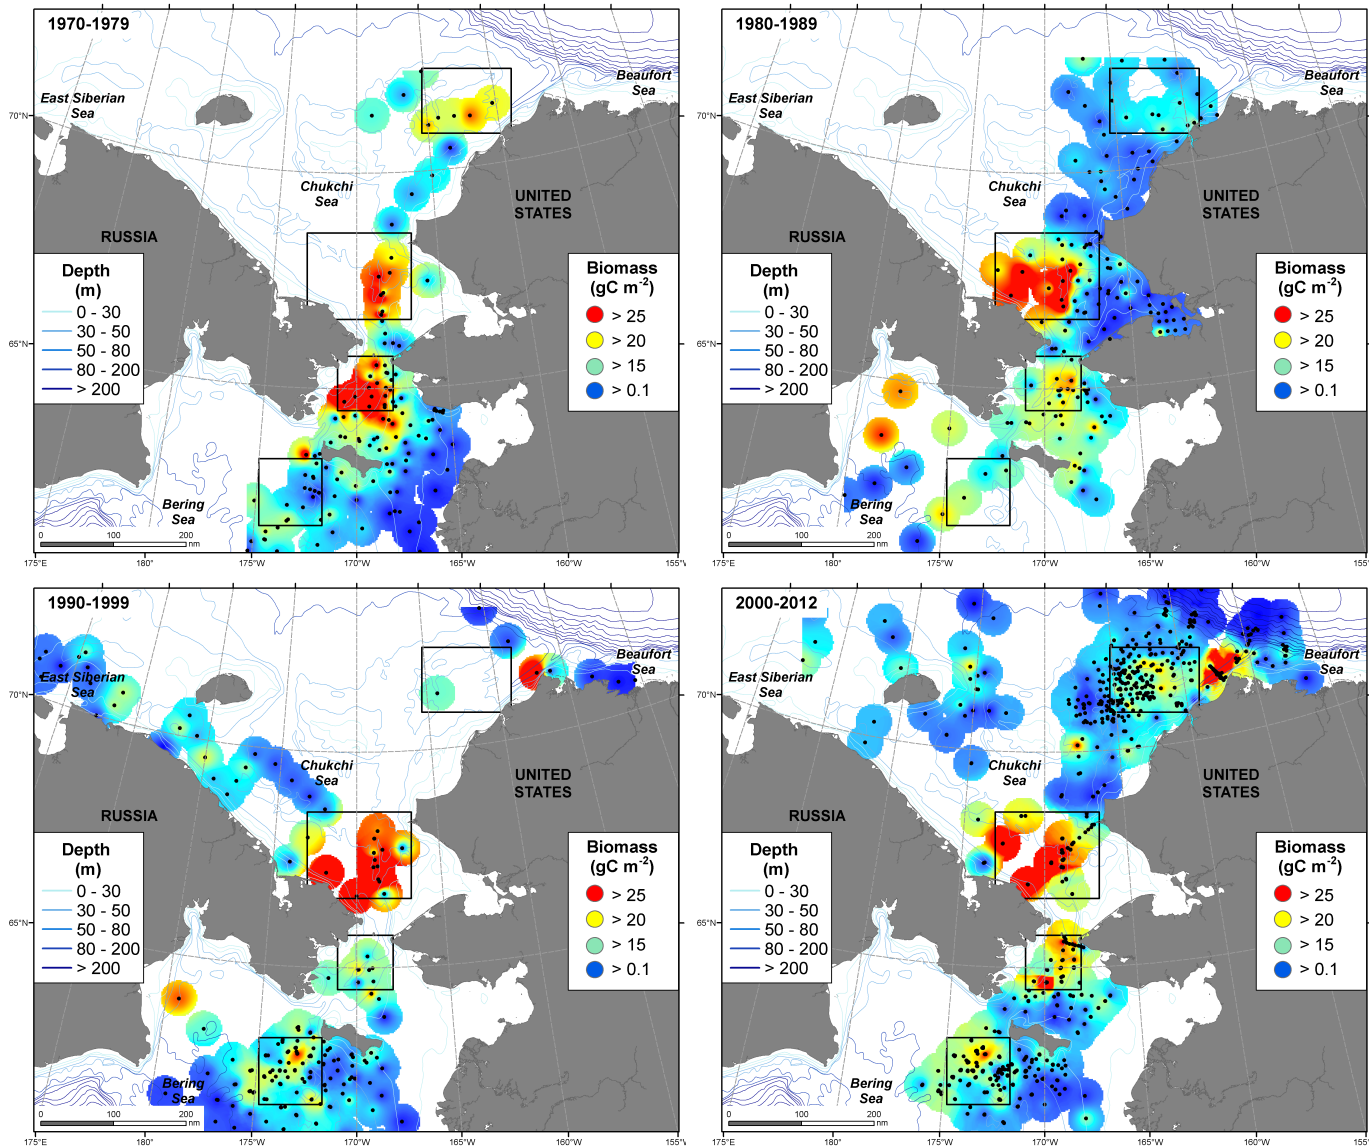 1970-1979
East Siberian
Sea
Beaufort
Sea
70°N
Chukchi
Sea
UNITED
STATES
RUSSIA
Depth
(m)
0 - 30
30 - 50
50 - 80
80 - 200
> 200
Biomass
(gC m-2)
> 25
> 20
> 15
> 0.1
65°N
Bering
Sea
0 100 200
nm
175°E 180° 175°W 170°W 165°W 160°W 155°W
1980-1989
East Siberian
Sea
Beaufort
Sea
70°N
Chukchi
Sea
UNITED
STATES
RUSSIA
Depth
(m)
0 - 30
30 - 50
50 - 80
80 - 200
> 200
Biomass
(gC m-2)
> 25
> 20
> 15
> 0.1
65°N
Bering
Sea
0 100 200
nm
175°E 180° 175°W 170°W 165°W 160°W 155°
1990-1999
East Siberian
Sea
Beaufort
Sea
70°N
Chukchi
Sea
UNITED
STATES
RUSSIA
Depth
(m)
0 - 30
30 - 50
50 - 80
80 - 200
> 200
Biomass
(gC m-2)
> 25
> 20
> 15
> 0.1
65°N
Bering
Sea
0 100 200
nm
175°E 180° 175°W 170°W 165°W 160°W 155°W
2000-2012
East Siberian
Sea
Beaufort
Sea
70°N
Chukchi
Sea
UNITED
STATES
RUSSIA
Depth
(m)
0 - 30
30 - 50
50 - 80
80 - 200
> 200
Biomass
(gC m-2)
> 25
> 20
> 15
> 0.1
65°N
Bering
Sea
0 100 200
nm
175°E 180° 175°W 170°W 165°W 160°W 155°